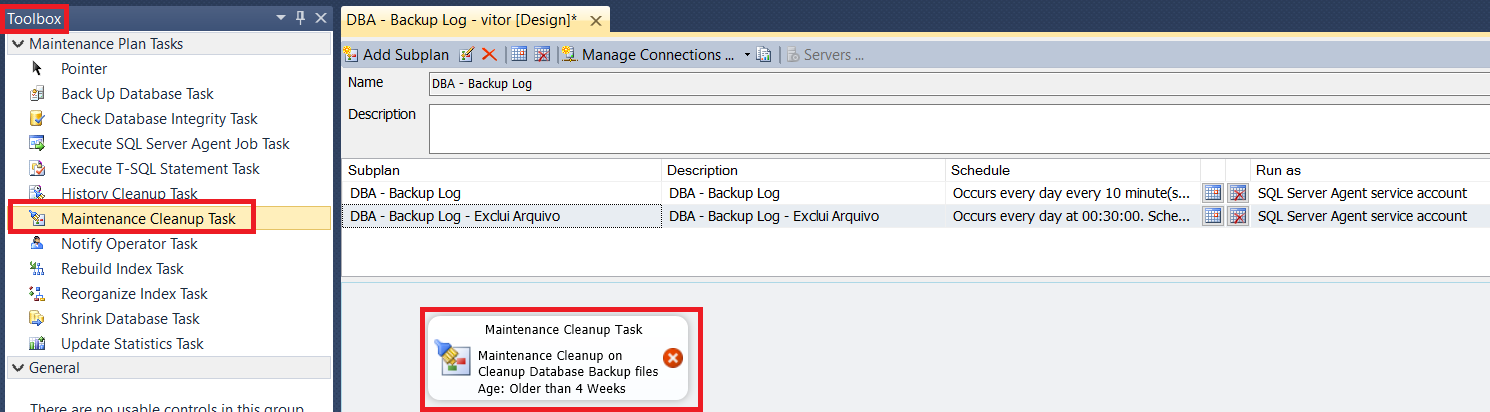 Toolbox
Maintenance Plan Tasks
Pointer
Back Up Database Task
Check Database Integrity Task
Execute SQL Server Agent Job Task
Execute T-SQL Statement Task
History Cleanup Task
Maintenance Cleanup Task
Notify Operator Task
Rebuild Index Task
Reorganize Index Task
Shrink Database Task
Update Statistics Task
General
There are no usable controls in this group.
DBA - Backup Log - vitor [Design]*
Add Subplan Manage Connections ... Servers ...
Name DBA - Backup Log
Description
Subplan Description Schedule Run as
DBA - Backup Log DBA - Backup Log Occurs every day every 10 minute(s... SQL Server Agent service account
DBA - Backup Log - Exclui Arquivo DBA - Backup Log - Exclui Arquivo Occurs every day at 00:30:00. Sche... SQL Server Agent service account
Maintenance Cleanup Task
Maintenance Cleanup on
Cleanup Database Backup files
Age: Older than 4 Weeks